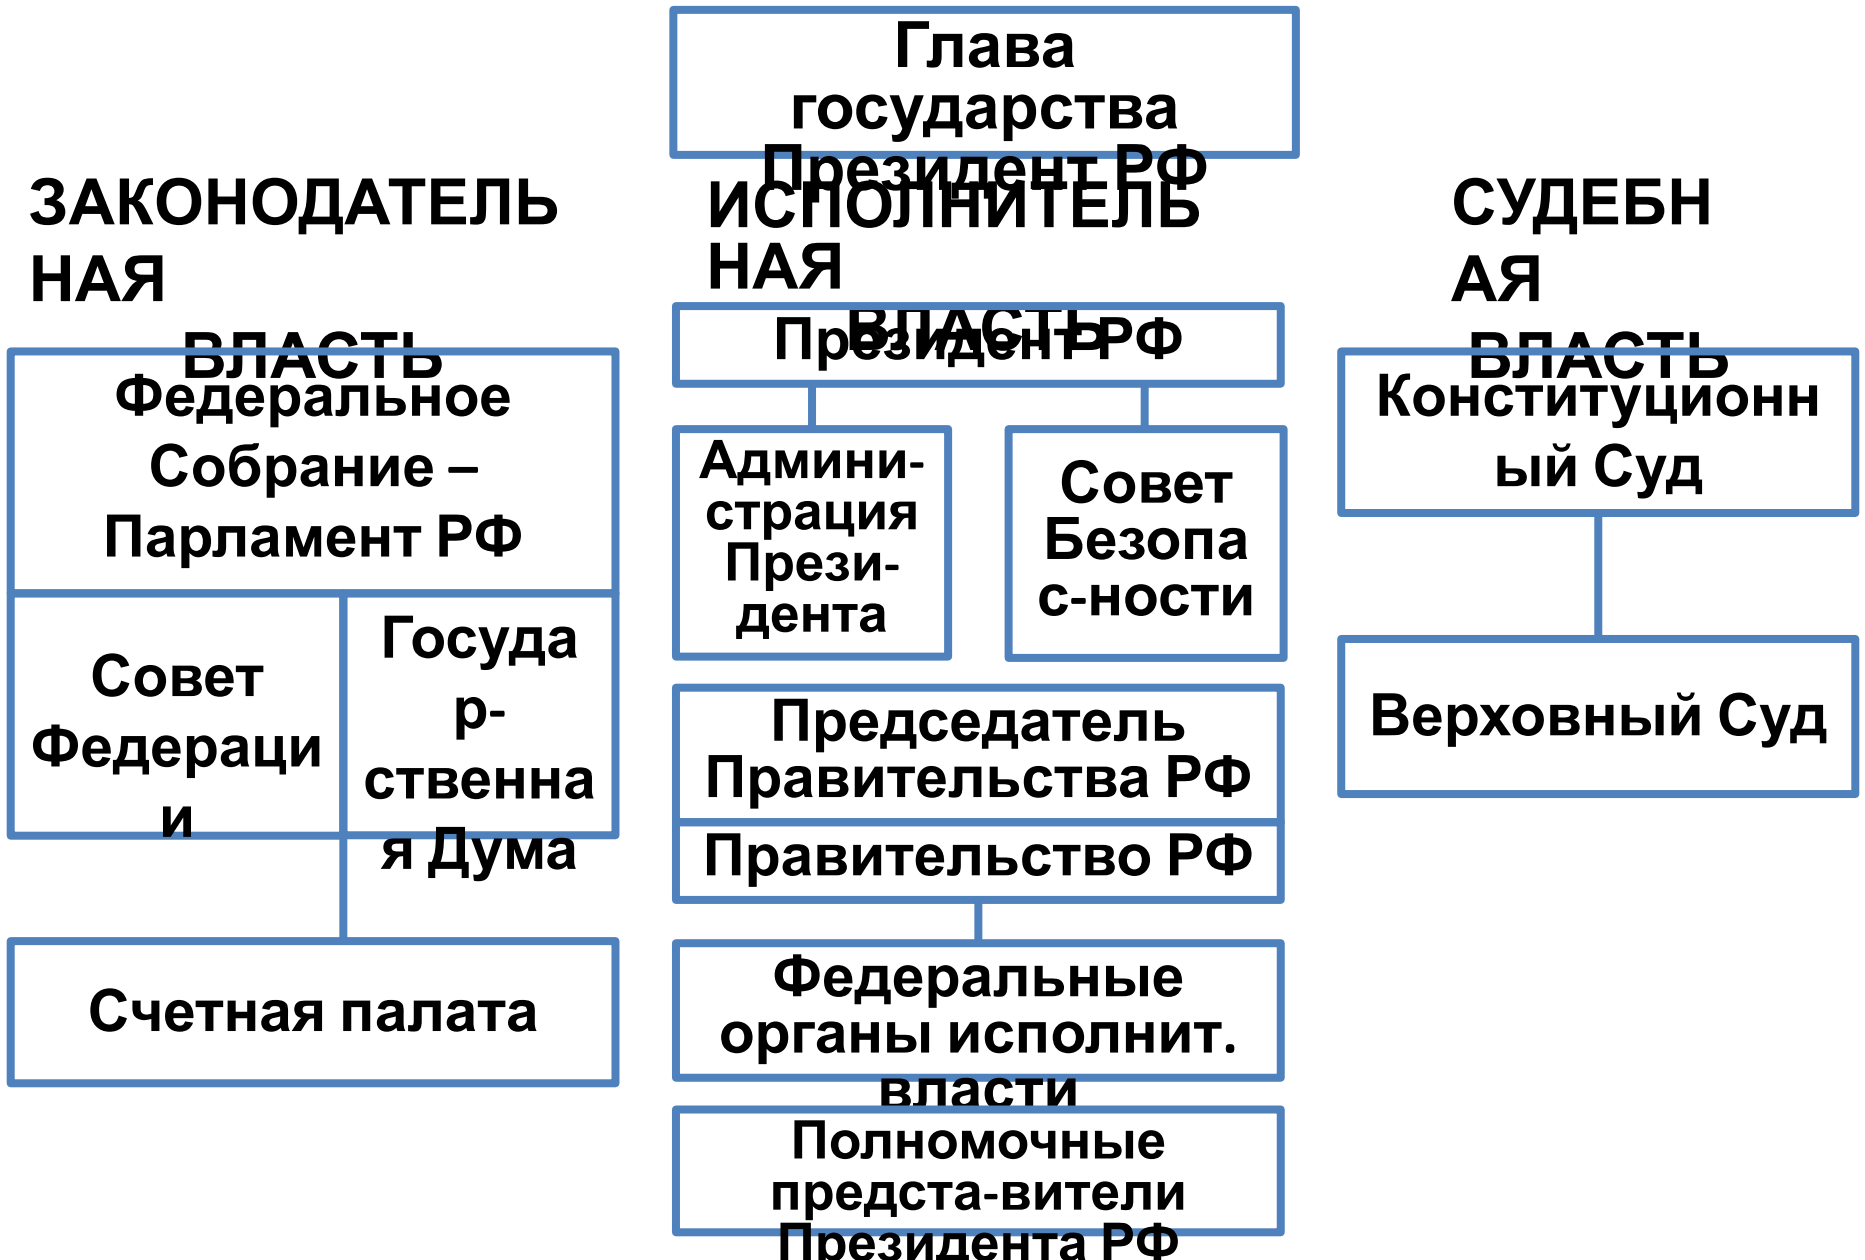 Глава
государства
Президент РФ
ЗАКОНОДАТЕЛЬ
НАЯ
ВЛАСТЬ
Федеральное
Собрание –
Парламент РФ
Совет
Федераци
и
Госуда
р-
ственна
я Дума
Счетная палата
ИСПОЛНИТЕЛЬ
НАЯ
ВЛАСТЬ
Президент РФ
Админи-
страция
Прези-
дента
Совет
Безопа
с-ности
Председатель
Правительства РФ
Правительство РФ
Федеральные
органы исполнит.
власти
Полномочные
предста-вители
Президента РФ
СУДЕБН
АЯ
ВЛАСТЬ
Конституционн
ый Суд
Верховный Суд